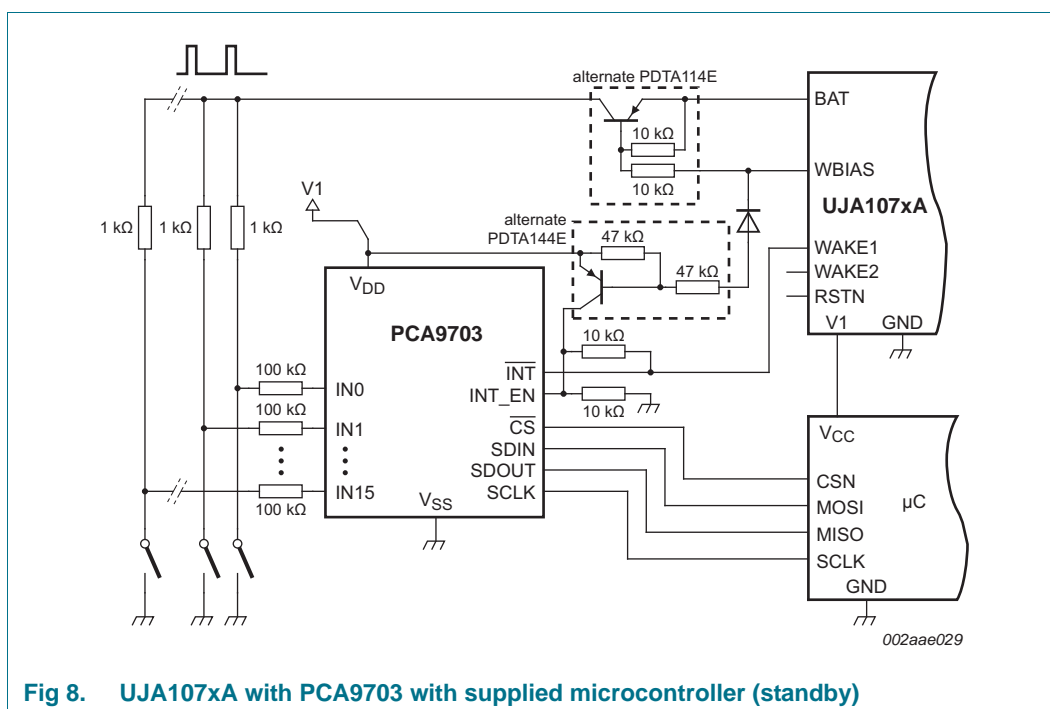 alternate PDTA114E
BAT
10 kΩ
10 kΩ
WBIAS
UJA107xA
V1
1 kΩ
1 kΩ
1 kΩ
alternate
PDTA144E
47 kΩ
47 kΩ
WAKE1
WAKE2
RSTN
V1
GND
VDD
PCA9703
10 kΩ
INT
INT_EN
10 kΩ
100 kΩ
IN0
100 kΩ
IN1
IN15
100 kΩ
VSS
CS
SDIN
SDOUT
SCLK
VCC
CSN
MOSI
MISO
SCLK
µC
GND
002aae029
Fig 8. UJA107xA with PCA9703 with supplied microcontroller (standby)